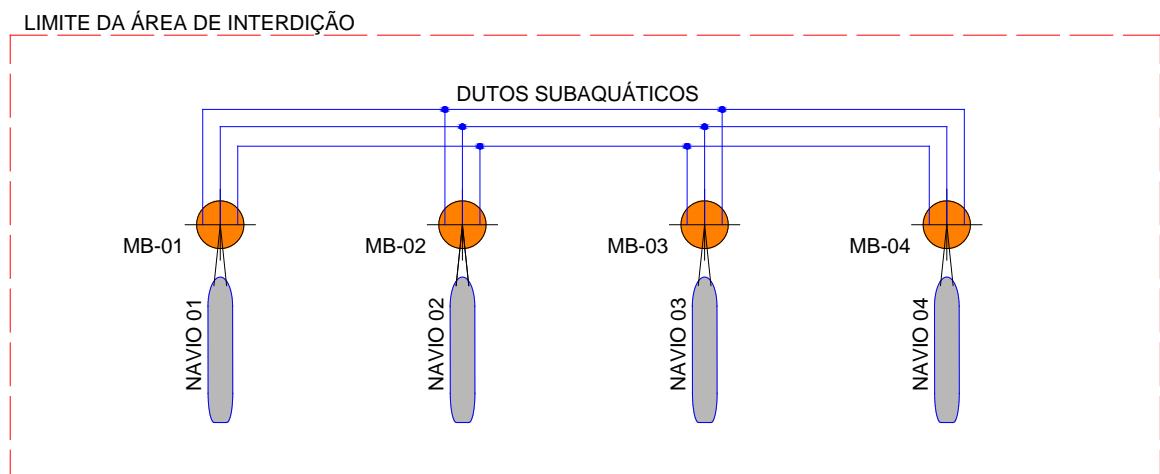 LIMITE DA ÁREA DE INTERDIÇÃO
DUTOS SUBAQUÁTICOS
MB-01
MB-02
MB-03
MB-04
NAVIO 01
NAVIO 02
NAVIO 03
NAVIO 04